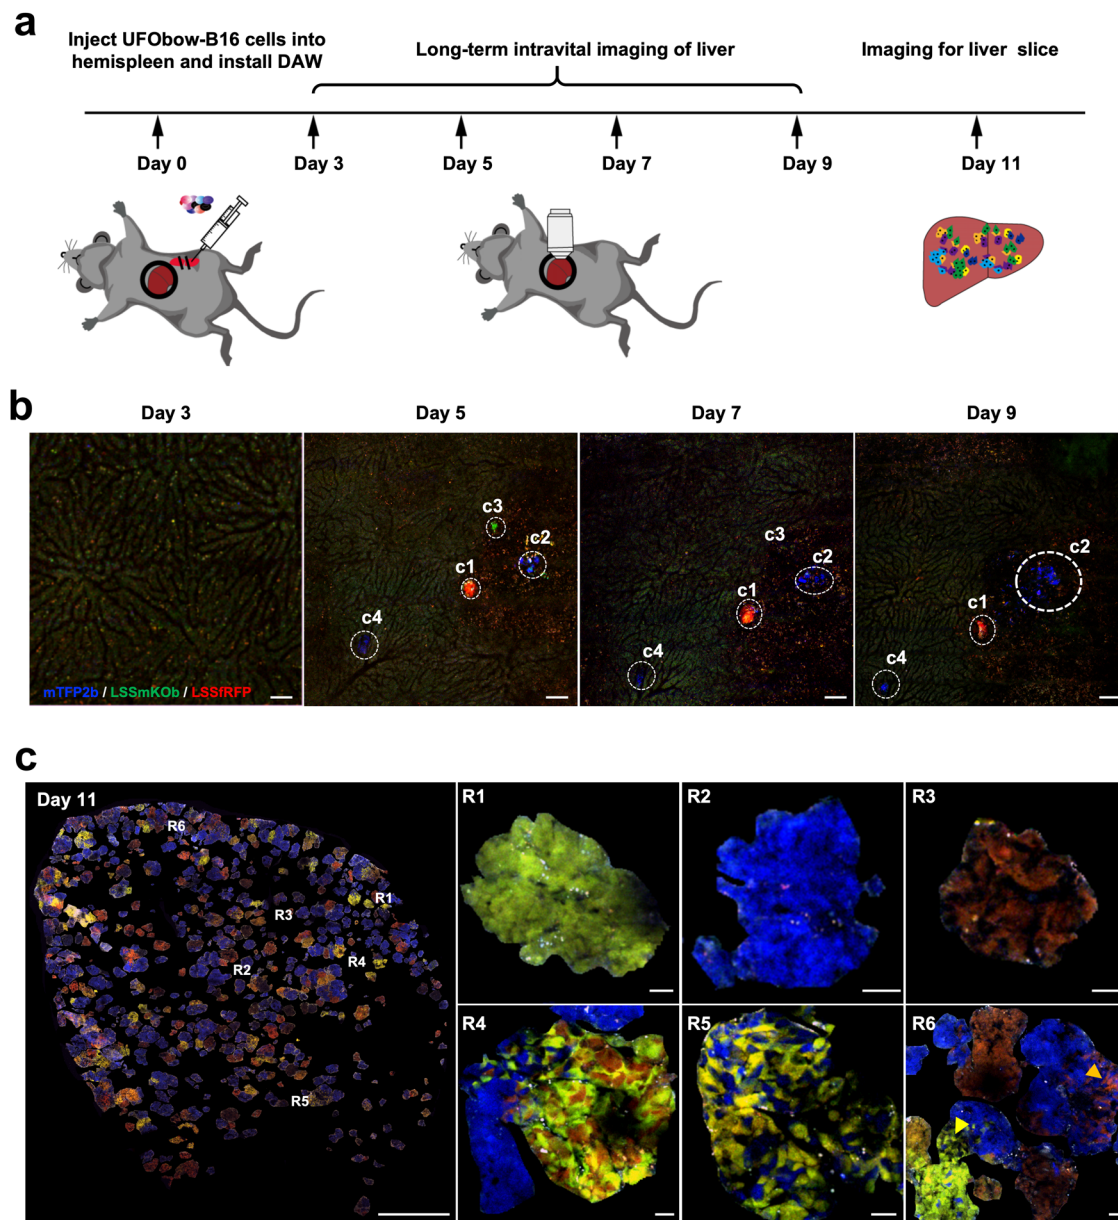 a
Inject UFObow-B16 cells into
hemispleen and install DAW
Long-term intravital imaging of liver
Imaging for liver slice
Day 0
Day 3
Day 5
Day 7
Day 9
Day 11
b
Day 3
Day 5
Day 7
Day 9
mTFP2b / LSSmKOb / LSSfRFP
c3
c2
c1
c4
c3
c2
c1
c4
c2
c1
c4
c
Day 11
R6
R1
R3
R4
R2
R5
R1
R2
R3
R4
R5
R6